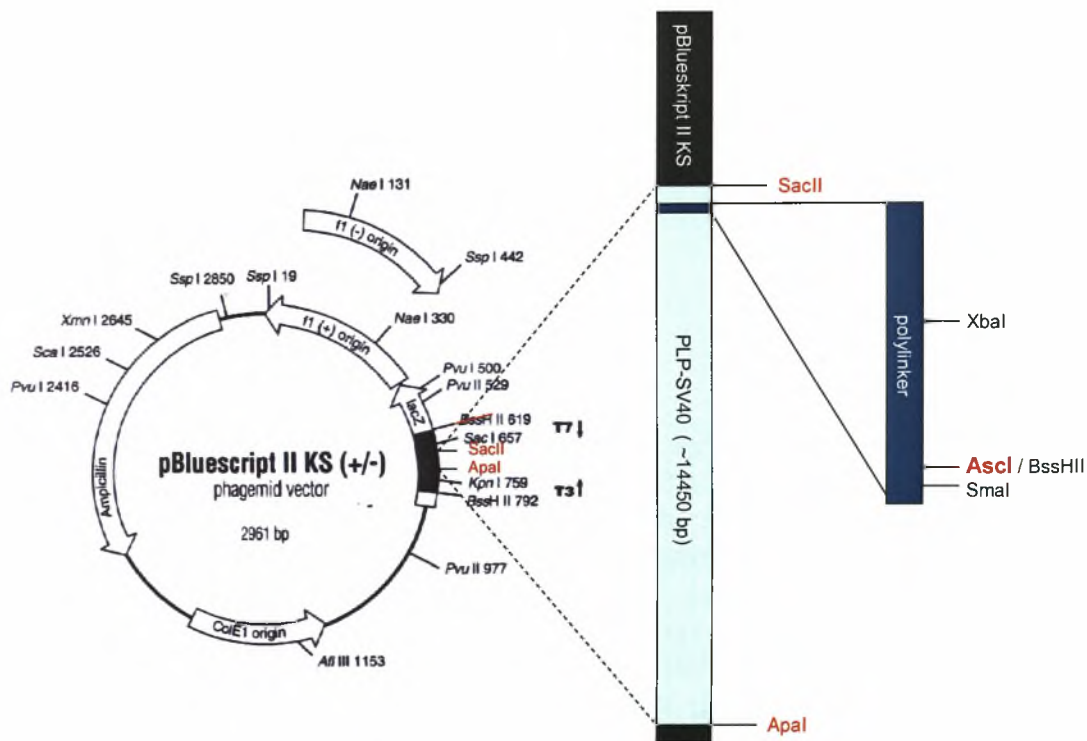 Nae I 131
f1 (-) origin
Ssp I 442
Ssp I 2850
Ssp I 19
Xmn I 2645
Sca I 2526
Pvu I 2416
f1 (+) origin
Nae I 330
Pvu I 500
Pvu II 529
lacZ
BssH II 619
Sac I 657
SacII
ApaI
Kpn I 759
BssH II 792
T7
T3
pBluescript II KS (+/-)
phagemid vector
2961 bp
Ampicillin
Pvu II 977
ColE1 origin
Afl III 1153
pBlueskript II KS
SacII
PLP-SV40 ( ~14450 bp)
ApaI
polylinker
XbaI
AscI / BssHII
SmaI